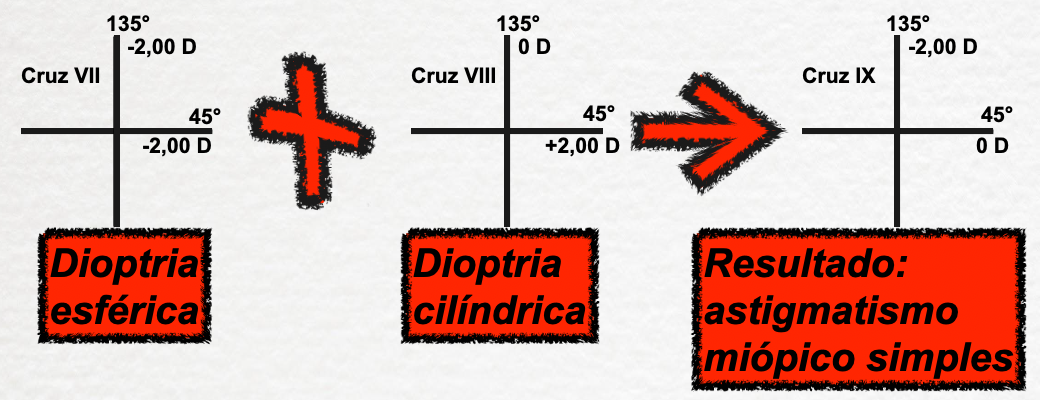 135°
-2,00 D
Cruz VII
45°
-2,00 D
Dioptria
esférica
135°
0 D
Cruz VIII
45°
+2,00 D
Dioptria
cilíndrica
135°
-2,00 D
Cruz IX
45°
0 D
Resultado:
astigmatismo
miópico simples